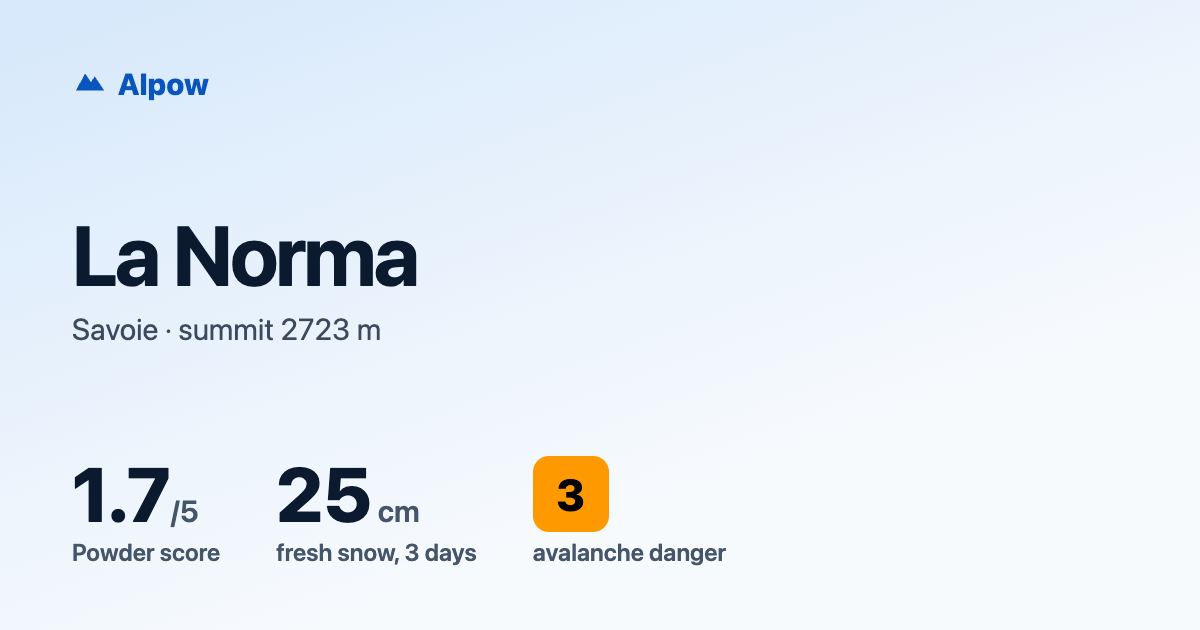 Alpow
La Norma
Savoie · summit 2723 m
1.7/5
Powder score
25 cm
fresh snow, 3 days
3
avalanche danger